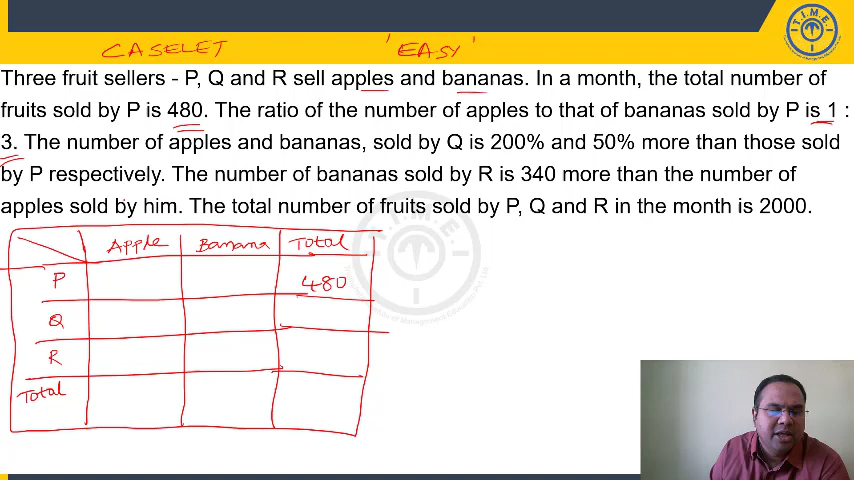 T.I.M.E.
CASELET 'EASY'
Three fruit sellers - P, Q and R sell apples and bananas. In a month, the total number of
fruits sold by P is 480. The ratio of the number of apples to that of bananas sold by P is 1 :
3. The number of apples and bananas, sold by Q is 200% and 50% more than those sold
by P respectively. The number of bananas sold by R is 340 more than the number of
apples sold by him. The total number of fruits sold by P, Q and R in the month is 2000.
Apple Banana Total
P 480
Q
R
Total